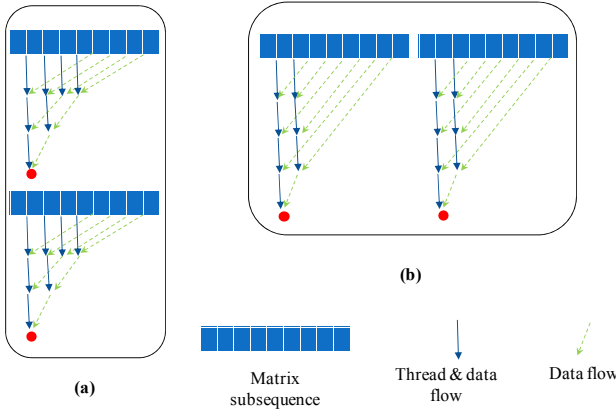 (b)
(a)
Matrix
subsequence
Thread & data
flow
Data flow